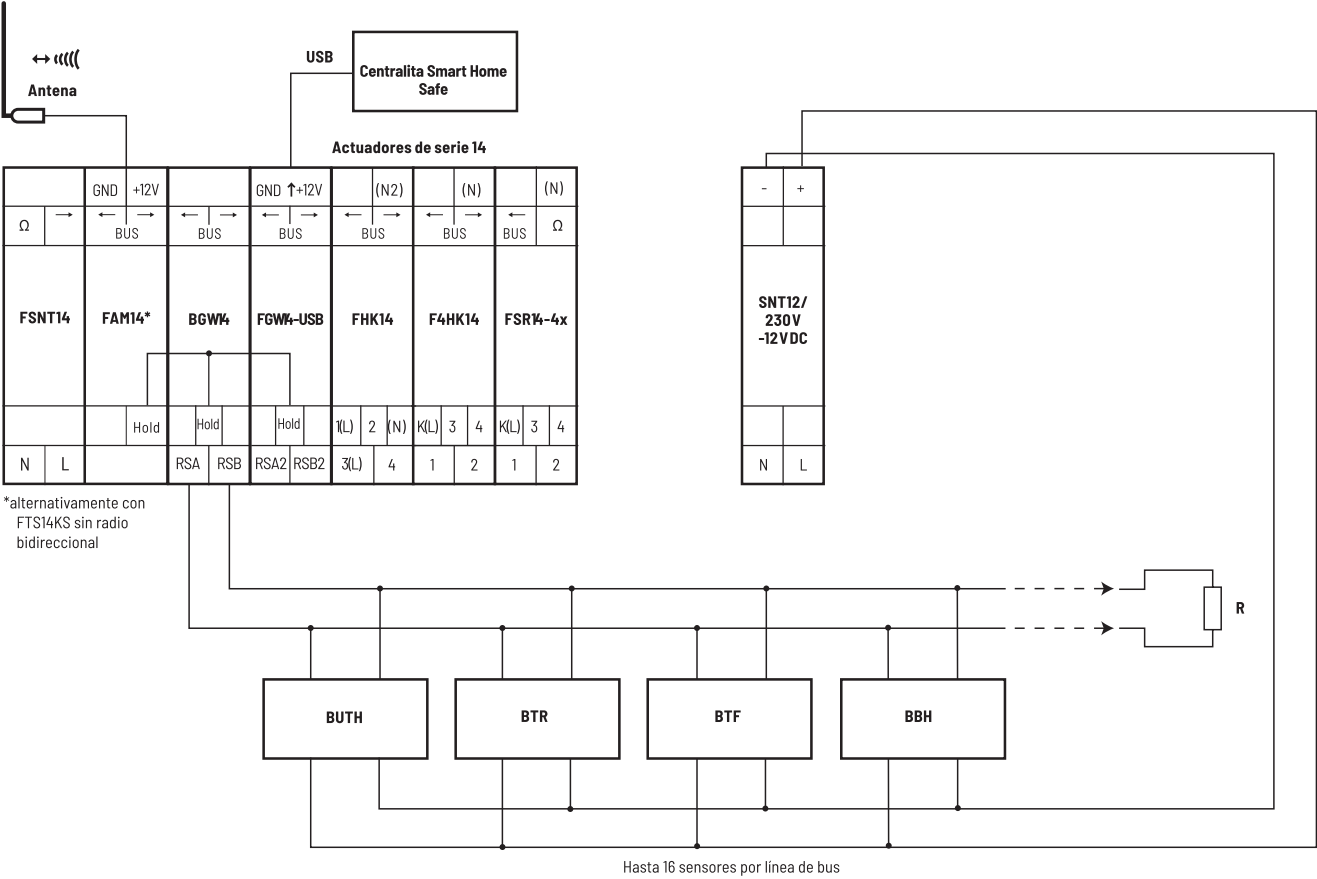 USB
Centralita Smart Home
Safe
Antena
Actuadores de serie 14
GND +12V
GND +12V
(N2)
(N)
(N)
- +
Ω
BUS
BUS
BUS
BUS
BUS
BUS
Ω
FSNT14
FAM14*
BGW14
FGW14-USB
FHK14
F4HK14
FSR14-4x
SNT12/
230V
-12VDC
Hold
Hold
Hold
1(L) 2 (N)
K(L) 3 4
K(L) 3 4
N L
RSA RSB
RSA2 RSB2
3(L) 4
1 2
1 2
N L
*alternativamente con
FTS14KS sin radio
bidireccional
R
BUTH
BTR
BTF
BBH
Hasta 16 sensores por línea de bus